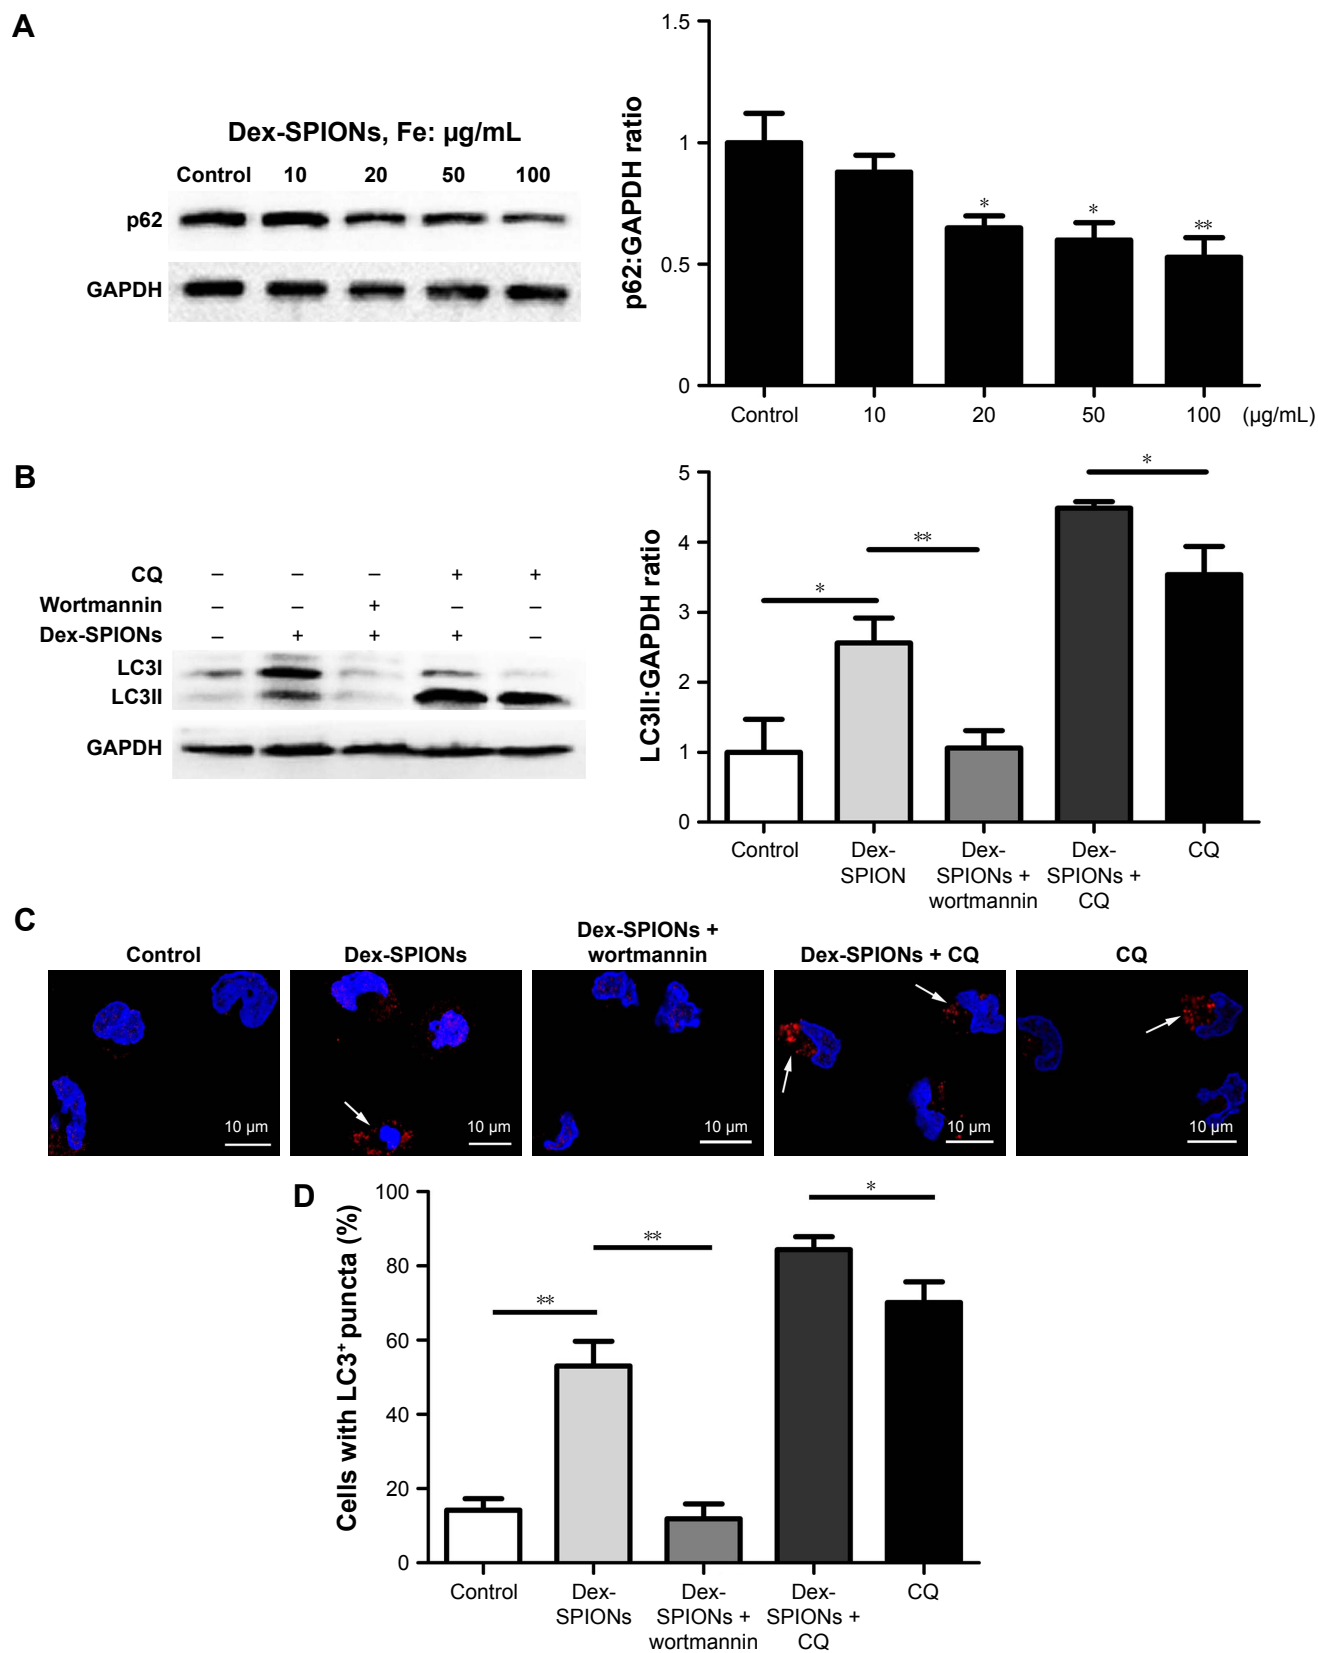 A
Dex-SPIONs, Fe: µg/mL
Control 10 20 50 100
p62
GAPDH
p62:GAPDH ratio
1.5
1
0.5
0
*
*
**
Control 10 20 50 100 (µg/mL)
B
CQ – – – + +
Wortmannin – – + – –
Dex-SPIONs – + + + –
LC3I
LC3II
GAPDH
LC3II:GAPDH ratio
5
4
3
2
1
0
*
**
*
Control
Dex-
SPION
Dex-
SPIONs +
wortmannin
Dex-
SPIONs +
CQ
CQ
C
Control
Dex-SPIONs
Dex-SPIONs +
wortmannin
Dex-SPIONs + CQ
CQ
10 µm
10 µm
10 µm
10 µm
10 µm
D
Cells with LC3⁺ puncta (%)
100
80
60
40
20
0
**
**
*
Control
Dex-
SPIONs
Dex-
SPIONs +
wortmannin
Dex-
SPIONs +
CQ
CQ